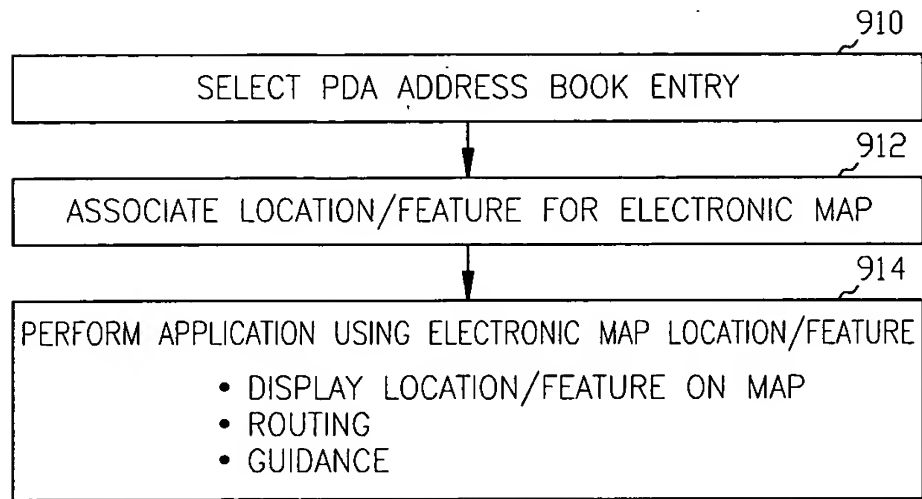 910
SELECT PDA ADDRESS BOOK ENTRY
912
ASSOCIATE LOCATION/FEATURE FOR ELECTRONIC MAP
914
PERFORM APPLICATION USING ELECTRONIC MAP LOCATION/FEATURE
• DISPLAY LOCATION/FEATURE ON MAP
• ROUTING
• GUIDANCE